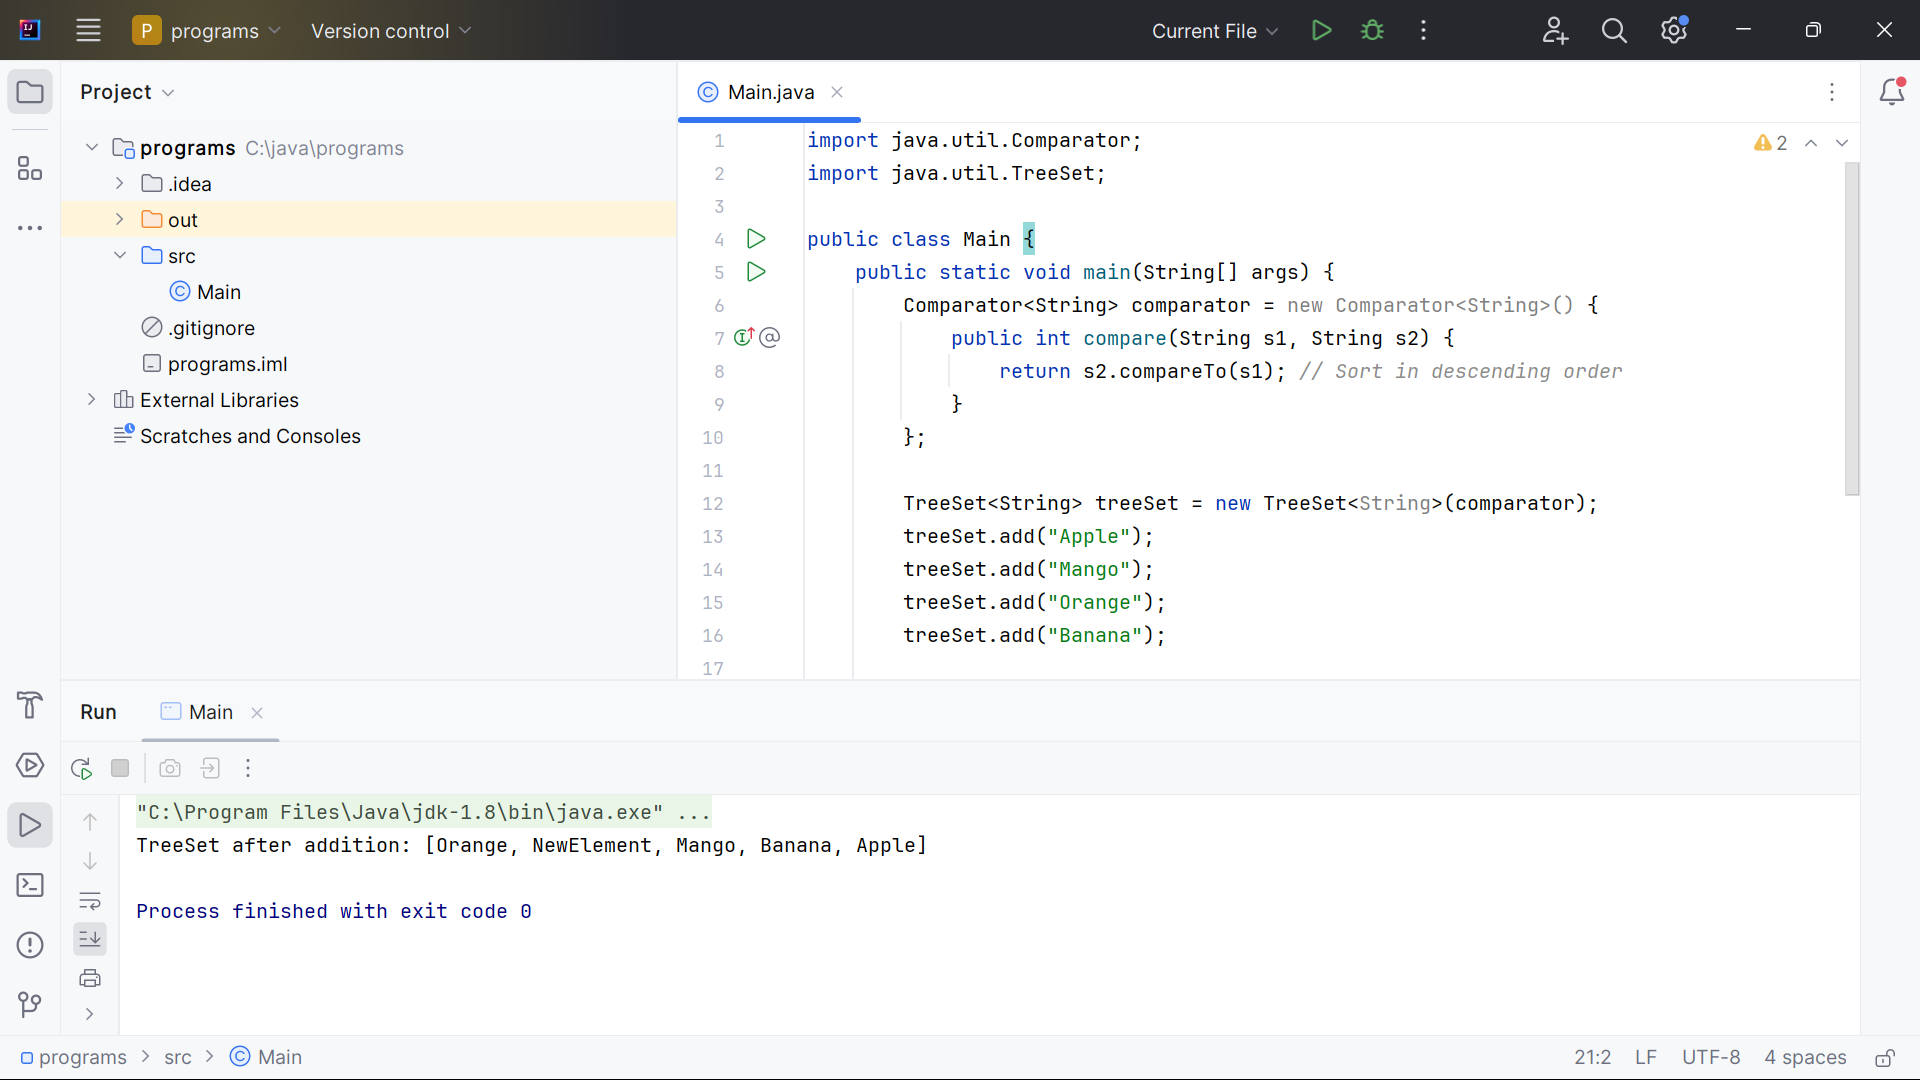 P programs Version control Current File
Project
Main.java
programs C:\java\programs
.idea
out
src
Main
.gitignore
programs.iml
External Libraries
Scratches and Consoles
2
1 import java.util.Comparator;
2 import java.util.TreeSet;
3
4 public class Main {
5 public static void main(String[] args) {
6 Comparator<String> comparator = new Comparator<String>() {
7 public int compare(String s1, String s2) {
8 return s2.compareTo(s1); // Sort in descending order
9 }
10 };
11
12 TreeSet<String> treeSet = new TreeSet<String>(comparator);
13 treeSet.add("Apple");
14 treeSet.add("Mango");
15 treeSet.add("Orange");
16 treeSet.add("Banana");
17
Run Main
"C:\Program Files\Java\jdk-1.8\bin\java.exe" ...
TreeSet after addition: [Orange, NewElement, Mango, Banana, Apple]
Process finished with exit code 0
programs > src > Main 21:2 LF UTF-8 4 spaces